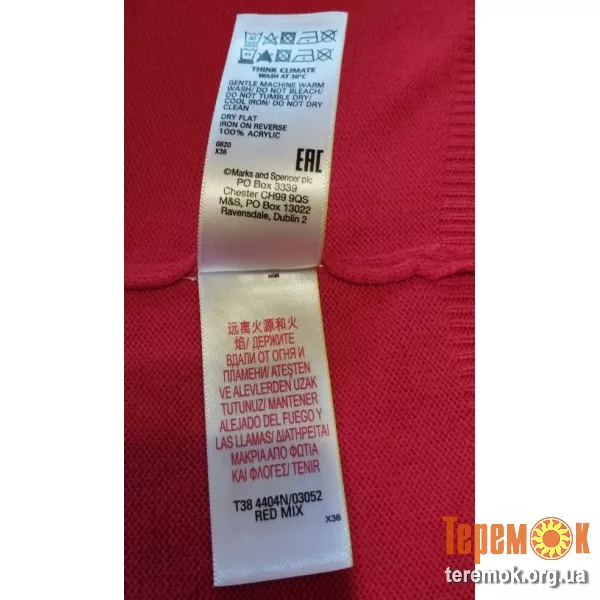 THINK CLIMATE
WASH AT 30°C
GENTLE MACHINE WARM
WASH/ DO NOT BLEACH/
DO NOT TUMBLE DRY/
COOL IRON/ DO NOT DRY
CLEAN
DRY FLAT
IRON ON REVERSE
100% ACRYLIC
0820
X38
EAC
©Marks and Spencer plc
PO Box 3339
Chester CH99 9QS
M&S, PO Box 13022
Ravensdale, Dublin 2
远离火源和火
焰/ ДЕРЖИТЕ
ВДАЛИ ОТ ОГНЯ И
ПЛАМЕНИ/ ATEŞTEN
VE ALEVLERDEN UZAK
TUTUNUZ/ MANTENER
ALEJADO DEL FUEGO Y
LAS LLAMAS/ ΔΙΑΤΗΡΕΙΤΑΙ
ΜΑΚΡΙΑ ΑΠΟ ΦΩΤΙΑ
ΚΑΙ ΦΛΟΓΕΣ/ TENIR
T38 4404N/03052
RED MIX
X38
Теремок
teremok.org.ua